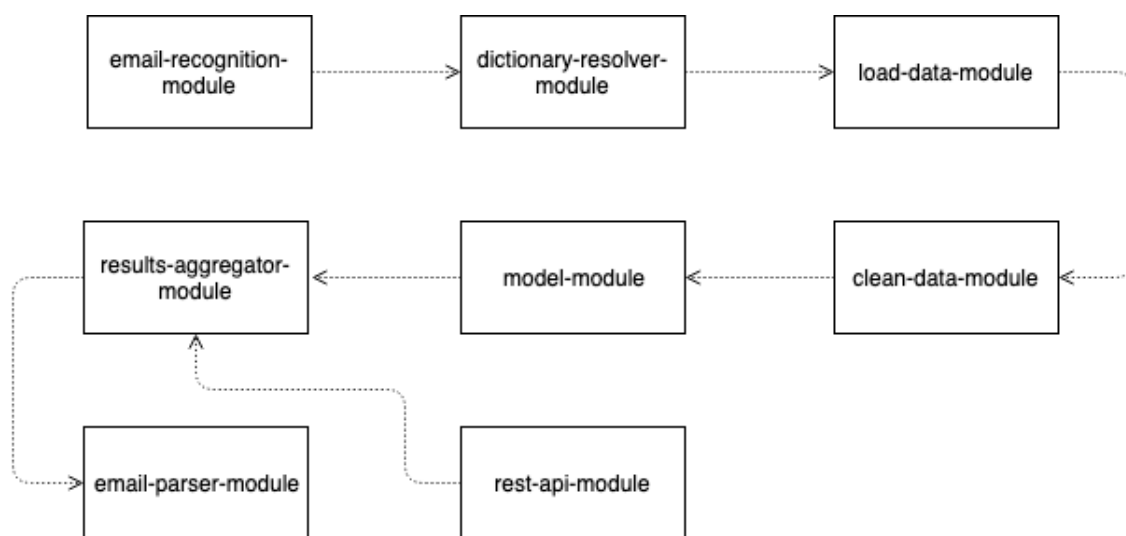 email-recognition-
module
dictionary-resolver-
module
load-data-module
results-aggregator-
module
model-module
clean-data-module
email-parser-module
rest-api-module